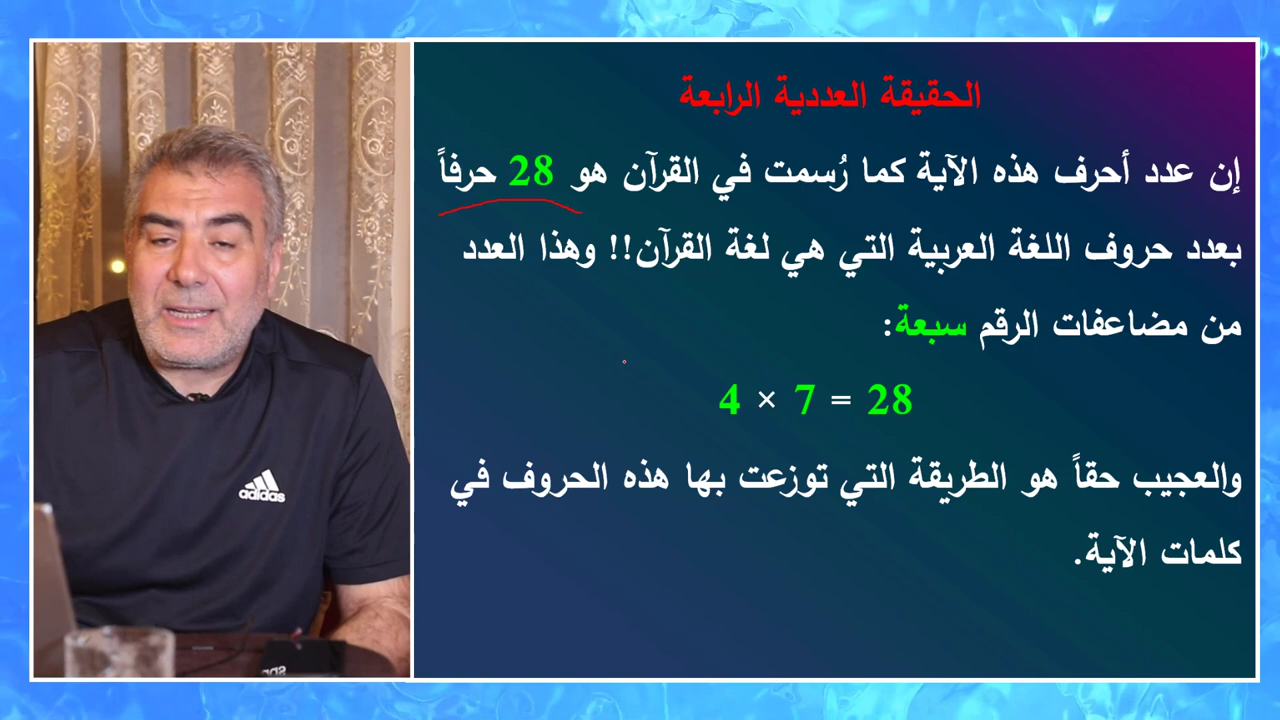 الحقيقة العددية الرابعة
إن عدد أحرف هذه الآية كما رُسمت في القرآن هو 28 حرفاً
بعدد حروف اللغة العربية التي هي لغة القرآن!! وهذا العدد
من مضاعفات الرقم سبعة:
28 = 7 × 4
والعجيب حقاً هو الطريقة التي توزعت بها هذه الحروف في
كلمات الآية.
adidas